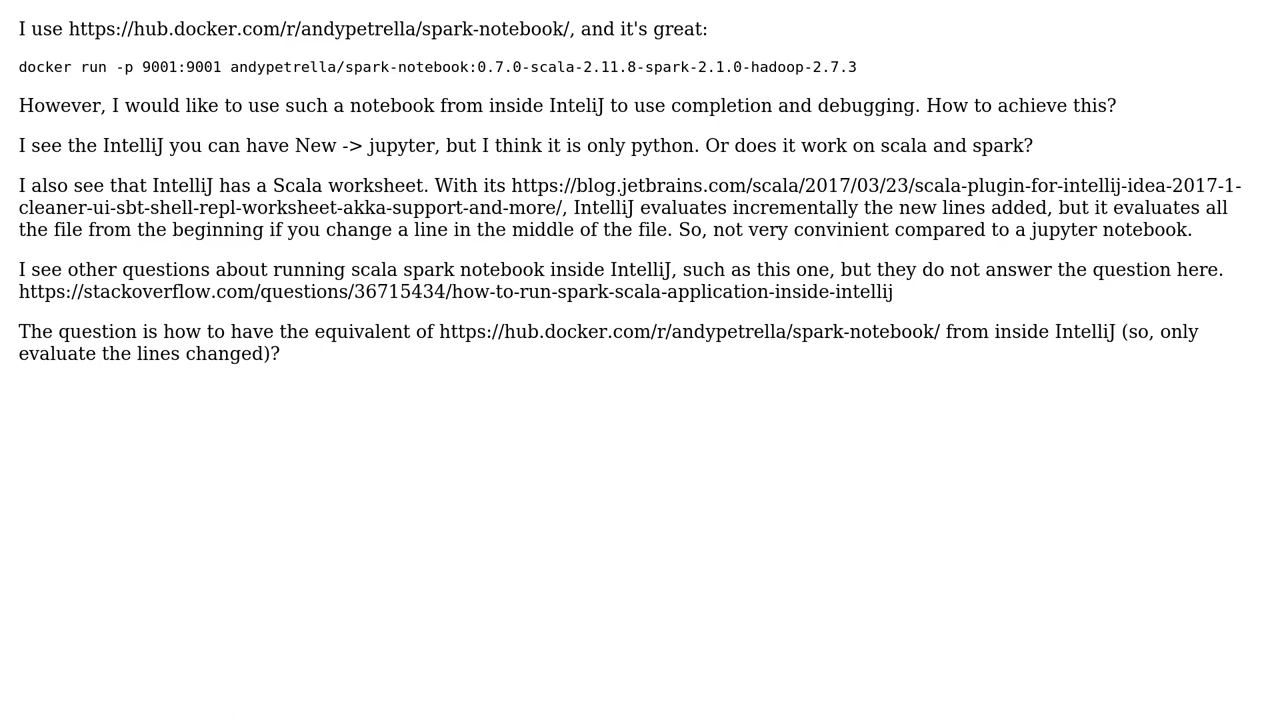 I use https://hub.docker.com/r/andypetrella/spark-notebook/, and it's great:
docker run -p 9001:9001 andypetrella/spark-notebook:0.7.0-scala-2.11.8-spark-2.1.0-hadoop-2.7.3
However, I would like to use such a notebook from inside InteliJ to use completion and debugging. How to achieve this?
I see the IntelliJ you can have New -> jupyter, but I think it is only python. Or does it work on scala and spark?
I also see that IntelliJ has a Scala worksheet. With its https://blog.jetbrains.com/scala/2017/03/23/scala-plugin-for-intellij-idea-2017-1-
cleaner-ui-sbt-shell-repl-worksheet-akka-support-and-more/, IntelliJ evaluates incrementally the new lines added, but it evaluates all
the file from the beginning if you change a line in the middle of the file. So, not very convinient compared to a jupyter notebook.
I see other questions about running scala spark notebook inside IntelliJ, such as this one, but they do not answer the question here.
https://stackoverflow.com/questions/36715434/how-to-run-spark-scala-application-inside-intellij
The question is how to have the equivalent of https://hub.docker.com/r/andypetrella/spark-notebook/ from inside IntelliJ (so, only
evaluate the lines changed)?